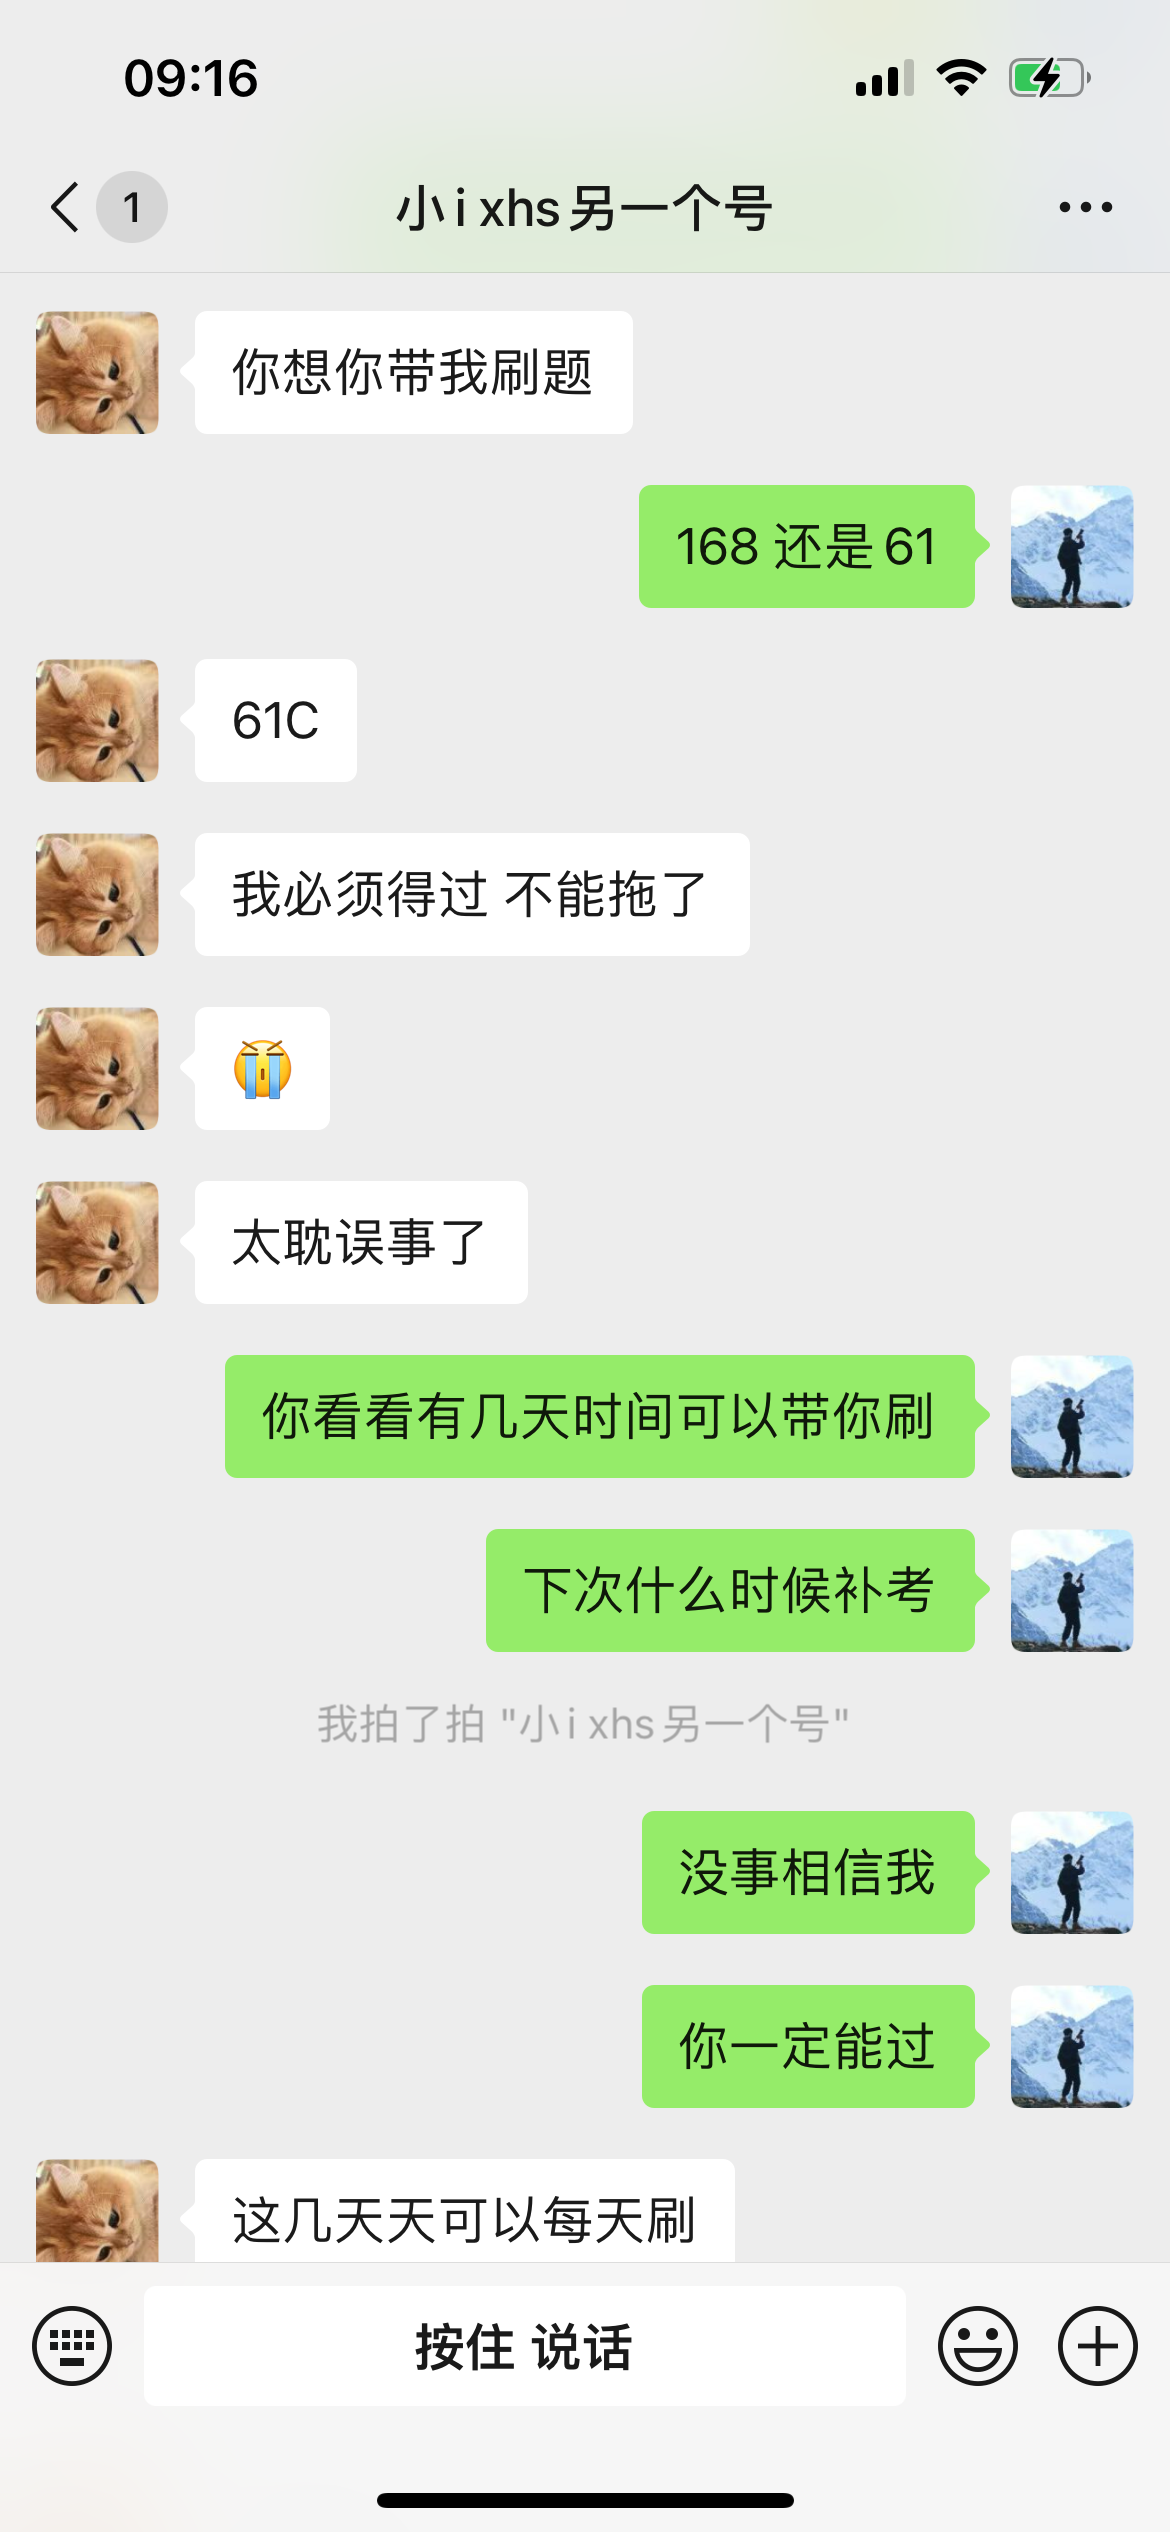 09:16
1
小i xhs另一个号
你想你带我刷题
168 还是61
61C
我必须得过 不能拖了
太耽误事了
你看看有几天时间可以带你刷
下次什么时候补考
我拍了拍 "小i xhs另一个号"
没事相信我
你一定能过
这几天天可以每天刷
按住 说话